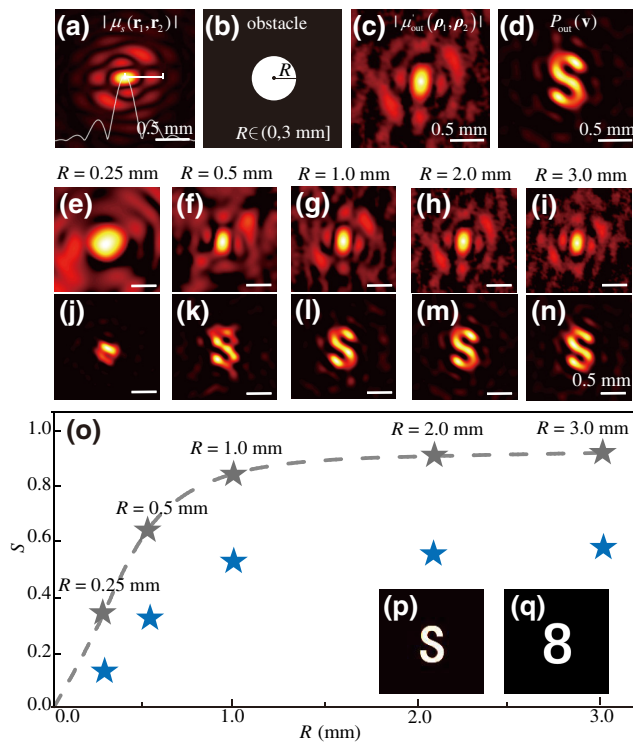 (a) |μs(r1,r2)|
0.5 mm
(b) obstacle
R
R∈(0,3 mm]
(c) |μ'out(ρ1,ρ2)|
0.5 mm
(d) Pout(v)
S
0.5 mm
R = 0.25 mm R = 0.5 mm R = 1.0 mm R = 2.0 mm R = 3.0 mm
(e) (f) (g) (h) (i)
(j) (k) (l) (m) (n)
S S S S
0.5 mm
(o)
1.0
0.8
0.6
0.4
0.2
0.0
S
R = 0.25 mm
R = 0.5 mm
R = 1.0 mm
R = 2.0 mm
R = 3.0 mm
(p) S
(q) 8
0.0 1.0 2.0 3.0
R (mm)